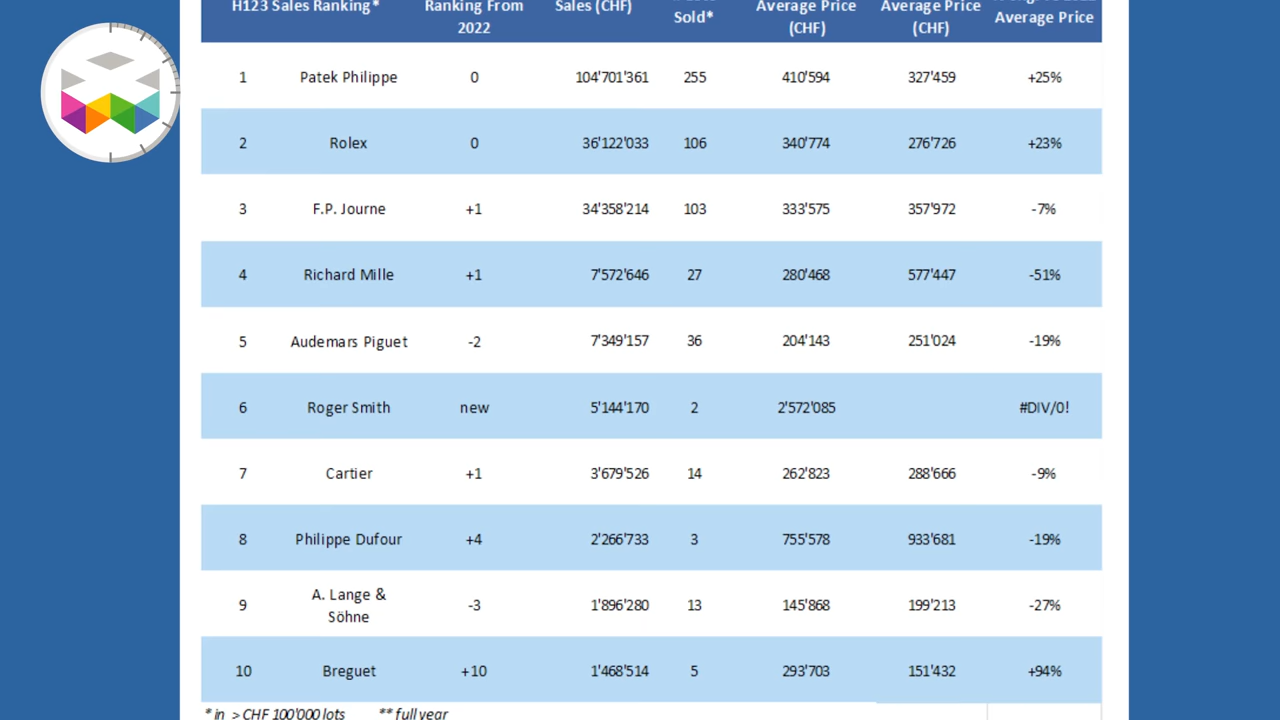 H123 Sales Ranking* Ranking From Sales (CHF) Average Price Average Price
2022 Sold* (CHF) (CHF) Average Price
1 Patek Philippe 0 104'701'361 255 410'594 327'459 +25%
2 Rolex 0 36'122'033 106 340'774 276'726 +23%
3 F.P. Journe +1 34'358'214 103 333'575 357'972 -7%
4 Richard Mille +1 7'572'646 27 280'468 577'447 -51%
5 Audemars Piguet -2 7'349'157 36 204'143 251'024 -19%
6 Roger Smith new 5'144'170 2 2'572'085 #DIV/0!
7 Cartier +1 3'679'526 14 262'823 288'666 -9%
8 Philippe Dufour +4 2'266'733 3 755'578 933'681 -19%
9 A. Lange & Söhne -3 1'896'280 13 145'868 199'213 -27%
10 Breguet +10 1'468'514 5 293'703 151'432 +94%
* in > CHF 100'000 lots ** full year